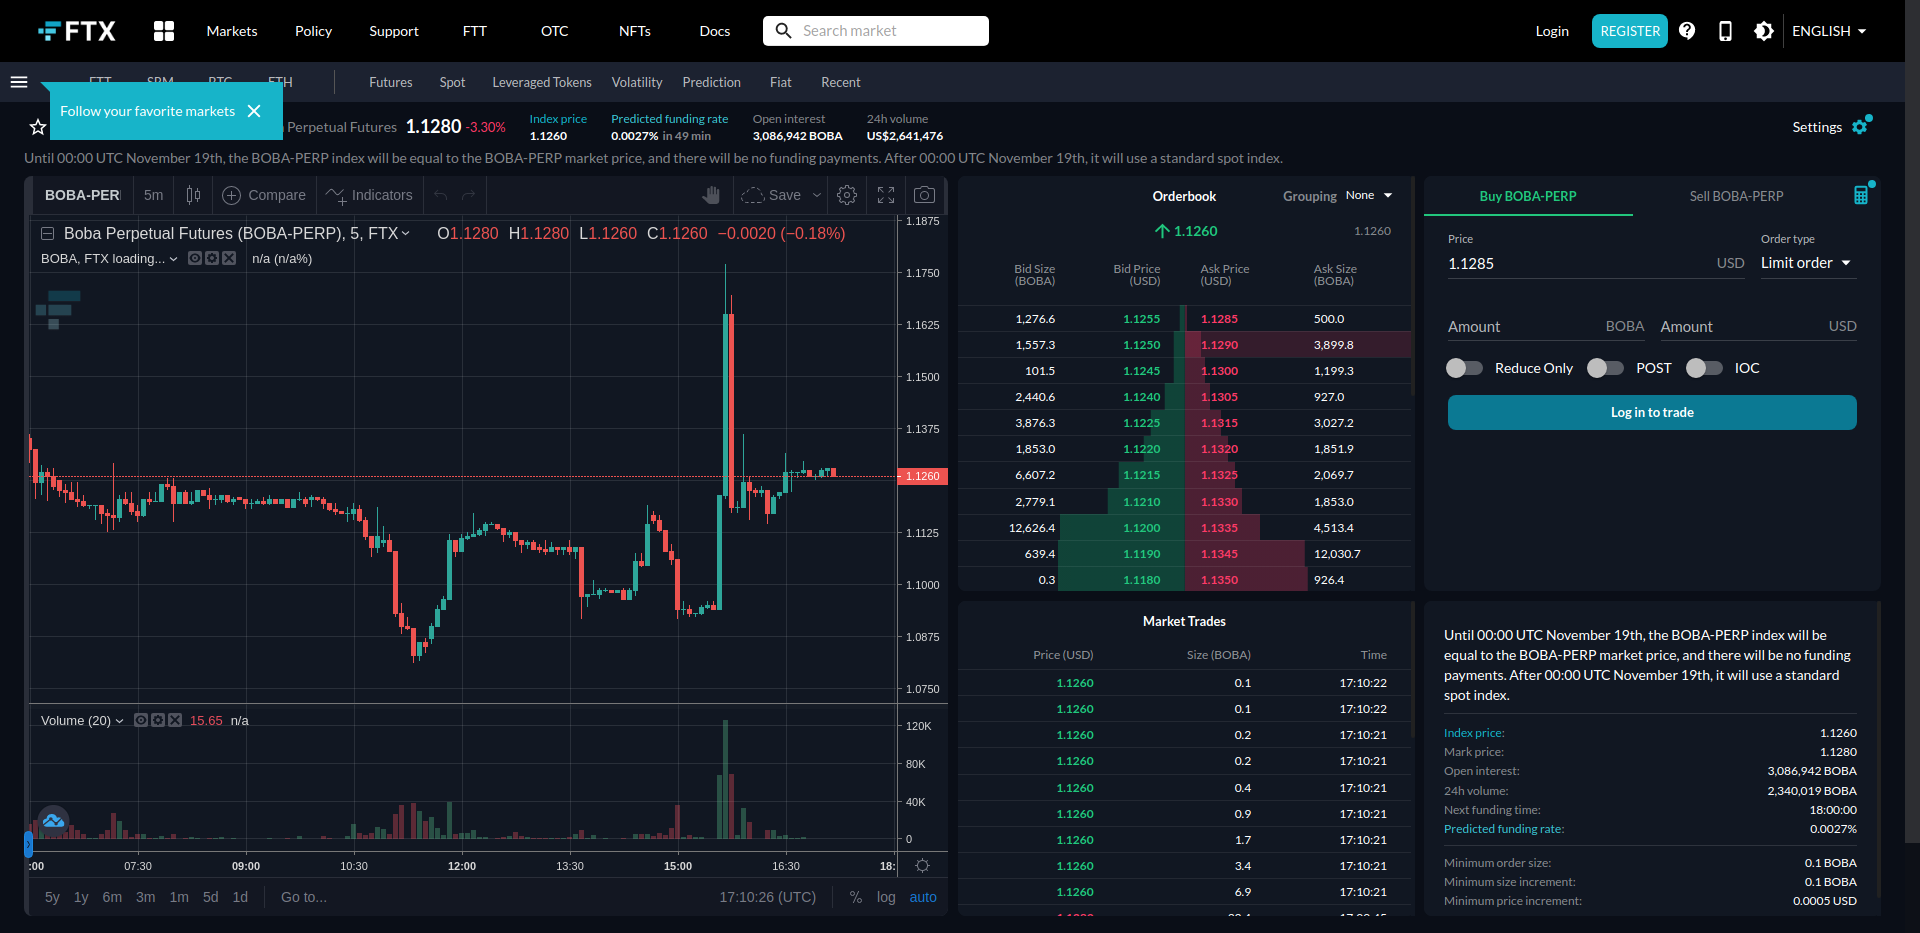 FTX
Markets
Policy
Support
FTT
OTC
NFTs
Docs
Search market
Login
REGISTER
ENGLISH
FTT
SRM
BTC
ETH
Futures
Spot
Leveraged Tokens
Volatility
Prediction
Fiat
Recent
Follow your favorite markets
Perpetual Futures 1.1280 -3.30%
Index price
1.1260
Predicted funding rate
0.0027% in 49 min
Open interest
3,086,942 BOBA
24h volume
US$2,641,476
Settings
Until 00:00 UTC November 19th, the BOBA-PERP index will be equal to the BOBA-PERP market price, and there will be no funding payments. After 00:00 UTC November 19th, it will use a standard spot index.
BOBA-PER
5m
Compare
Indicators
Save
Boba Perpetual Futures (BOBA-PERP), 5, FTX
O1.1280 H1.1280 L1.1260 C1.1260 −0.0020 (−0.18%)
BOBA, FTX loading...
n/a (n/a%)
1.1875
1.1750
1.1625
1.1500
1.1375
1.1260
1.1125
1.1000
1.0875
1.0750
Volume (20)
15.65 n/a
120K
80K
40K
0
:00
07:30
09:00
10:30
12:00
13:30
15:00
16:30
18:
5y
1y
6m
3m
1m
5d
1d
Go to...
17:10:26 (UTC)
%
log
auto
Orderbook
Grouping None
1.1260
1.1260
Bid Size (BOBA)
Bid Price (USD)
Ask Price (USD)
Ask Size (BOBA)
1,276.6 1.1255 1.1285 500.0
1,557.3 1.1250 1.1290 3,899.8
101.5 1.1245 1.1300 1,199.3
2,440.6 1.1240 1.1305 927.0
3,876.3 1.1225 1.1315 3,027.2
1,853.0 1.1220 1.1320 1,851.9
6,607.2 1.1215 1.1325 2,069.7
2,779.1 1.1210 1.1330 1,853.0
12,626.4 1.1200 1.1335 4,513.4
639.4 1.1190 1.1345 12,030.7
0.3 1.1180 1.1350 926.4
Market Trades
Price (USD) Size (BOBA) Time
1.1260 0.1 17:10:22
1.1260 0.1 17:10:22
1.1260 0.2 17:10:21
1.1260 0.2 17:10:21
1.1260 0.4 17:10:21
1.1260 0.9 17:10:21
1.1260 1.7 17:10:21
1.1260 3.4 17:10:21
1.1260 6.9 17:10:21
Buy BOBA-PERP
Sell BOBA-PERP
Price
1.1285 USD
Order type
Limit order
Amount BOBA
Amount USD
Reduce Only
POST
IOC
Log in to trade
Until 00:00 UTC November 19th, the BOBA-PERP index will be
equal to the BOBA-PERP market price, and there will be no funding
payments. After 00:00 UTC November 19th, it will use a standard
spot index.
Index price: 1.1260
Mark price: 1.1280
Open interest: 3,086,942 BOBA
24h volume: 2,340,019 BOBA
Next funding time: 18:00:00
Predicted funding rate: 0.0027%
Minimum order size: 0.1 BOBA
Minimum size increment: 0.1 BOBA
Minimum price increment: 0.0005 USD